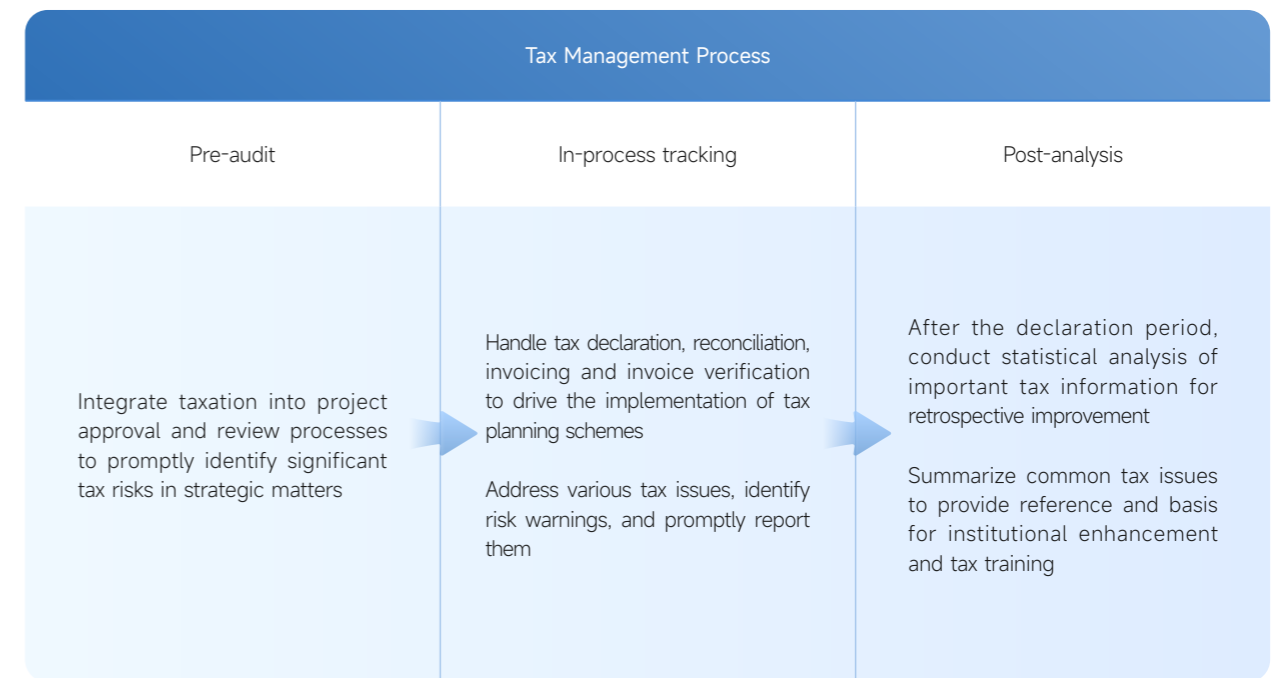 Tax Management Process
Pre-audit
In-process tracking
Post-analysis
Integrate taxation into project
approval and review processes
to promptly identify significant
tax risks in strategic matters
Handle tax declaration, reconciliation,
invoicing and invoice verification
to drive the implementation of tax
planning schemes
Address various tax issues, identify
risk warnings, and promptly report
them
After the declaration period,
conduct statistical analysis of
important tax information for
retrospective improvement
Summarize common tax issues
to provide reference and basis
for institutional enhancement
and tax training